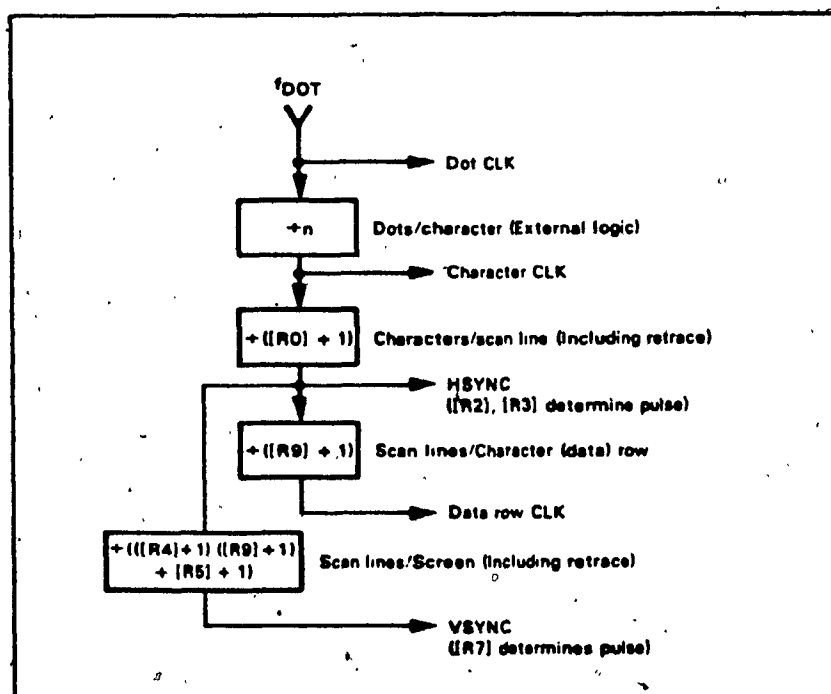 fDOT
Dot CLK
÷n
Dots/character (External logic)
Character CLK
÷([R0] + 1)
Characters/scan line (Including retrace)
HSYNC
([R2], [R3] determine pulse)
÷([R9] + 1)
Scan lines/Character (data) row
Data row CLK
÷(([R4]+1) ([R9]+1)
+ [R5] + 1)
Scan lines/Screen (Including retrace)
VSYNC
([R7] determines pulse)